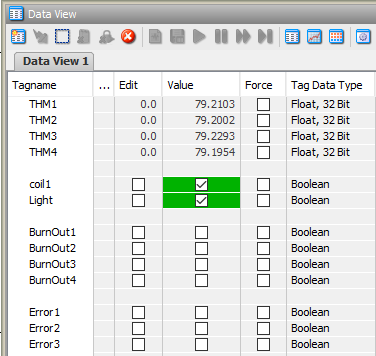 Data View
Data View 1
Tagname ... Edit Value Force Tag Data Type
THM1 0.0 79.2103 Float, 32 Bit
THM2 0.0 79.2002 Float, 32 Bit
THM3 0.0 79.2293 Float, 32 Bit
THM4 0.0 79.1954 Float, 32 Bit
coil1 Boolean
Light Boolean
BurnOut1 Boolean
BurnOut2 Boolean
BurnOut3 Boolean
BurnOut4 Boolean
Error1 Boolean
Error2 Boolean
Error3 Boolean